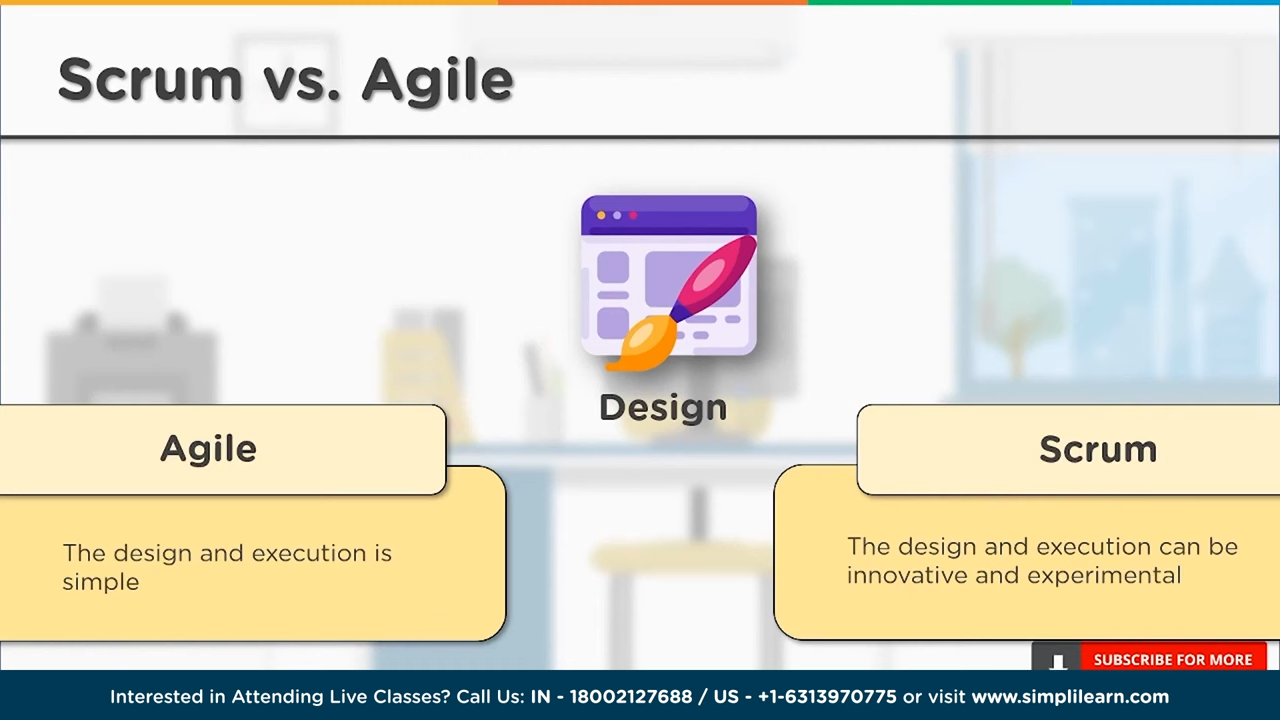 Scrum vs. Agile
Design
Agile
The design and execution is
simple
Scrum
The design and execution can be
innovative and experimental
SUBSCRIBE FOR MORE
Interested in Attending Live Classes? Call Us: IN - 18002127688 / US - +1-6313970775 or visit www.simplilearn.com